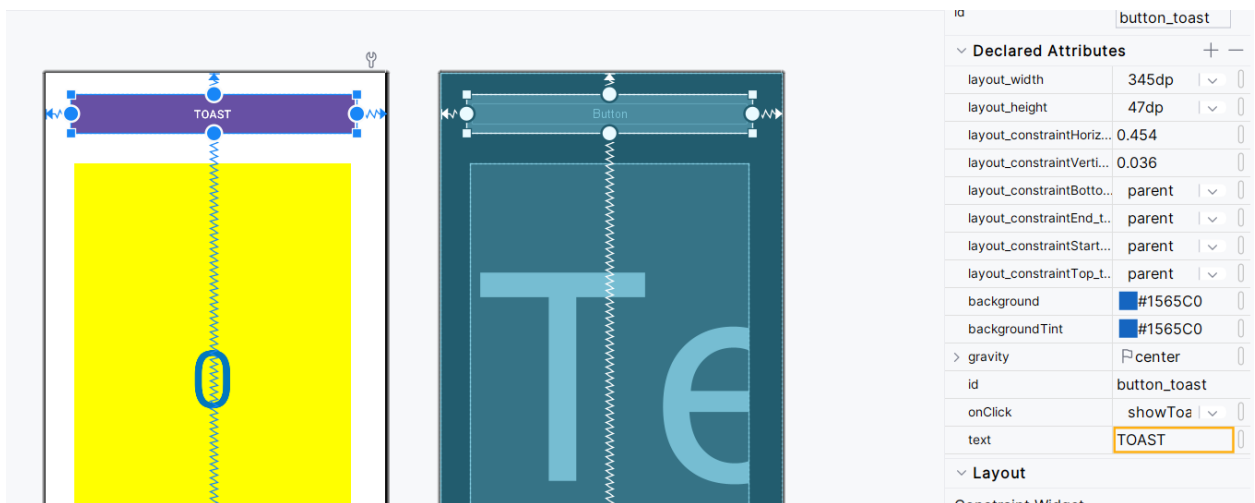 id button_toast
Declared Attributes
layout_width 345dp
layout_height 47dp
layout_constraintHoriz... 0.454
layout_constraintVerti... 0.036
layout_constraintBotto... parent
layout_constraintEnd_t... parent
layout_constraintStart... parent
layout_constraintTop_t... parent
background #1565C0
backgroundTint #1565C0
gravity center
id button_toast
onClick showToa
text TOAST
Layout
Constraint Widget
TOAST
0
Button
Te